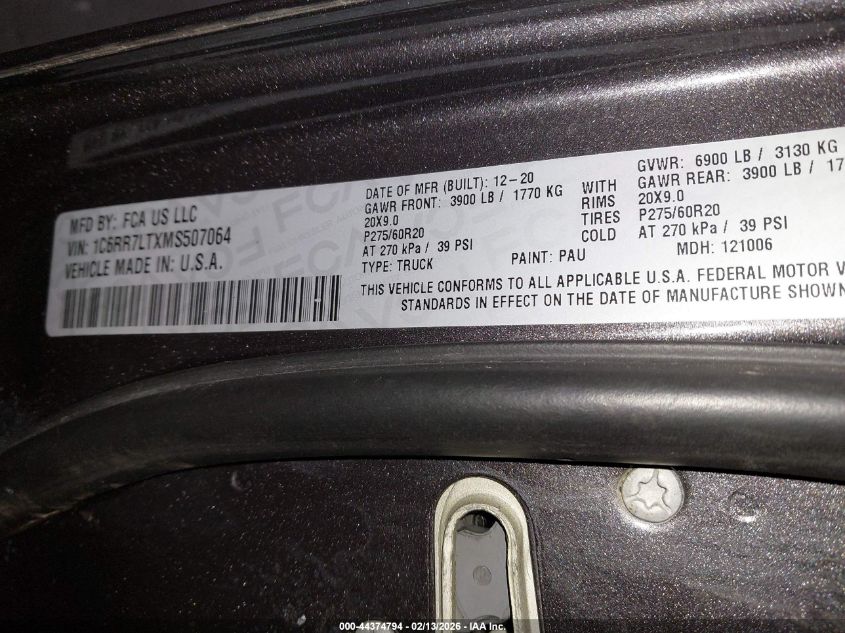 MFD BY: FCA US LLC
VIN: 1C6RR7LTXMS507064
VEHICLE MADE IN: U.S.A.
DATE OF MFR (BUILT): 12-20
GAWR FRONT: 3900 LB / 1770 KG
20X9.0
P275/60R20
AT 270 kPa / 39 PSI
TYPE: TRUCK
WITH
RIMS
TIRES
COLD
GVWR: 6900 LB / 3130 KG
GAWR REAR: 3900 LB / 17
20X9.0
P275/60R20
AT 270 kPa / 39 PSI
PAINT: PAU
MDH: 121006
THIS VEHICLE CONFORMS TO ALL APPLICABLE U.S.A. FEDERAL MOTOR V
STANDARDS IN EFFECT ON THE DATE OF MANUFACTURE SHOWN
000-44374794 - 02/13/2026 - IAA Inc.